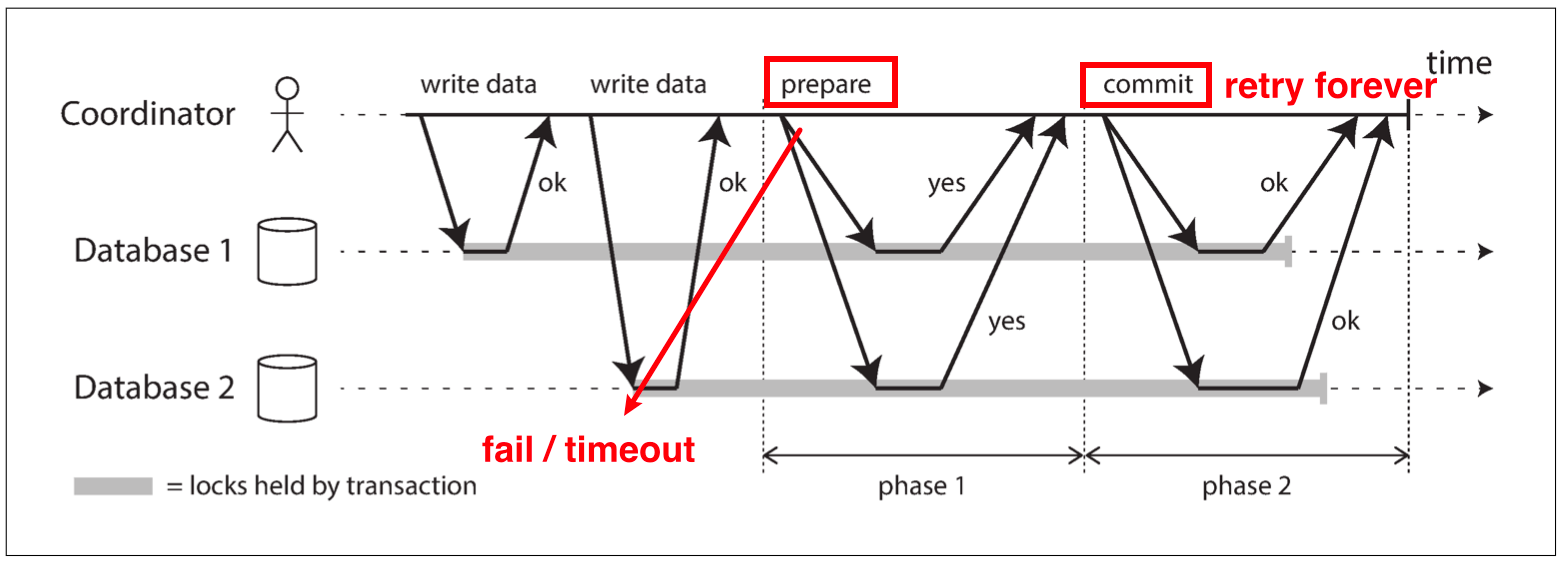 time
write data write data prepare commit retry forever
Coordinator
ok ok yes ok
Database 1
yes ok
Database 2
fail / timeout
= locks held by transaction phase 1 phase 2